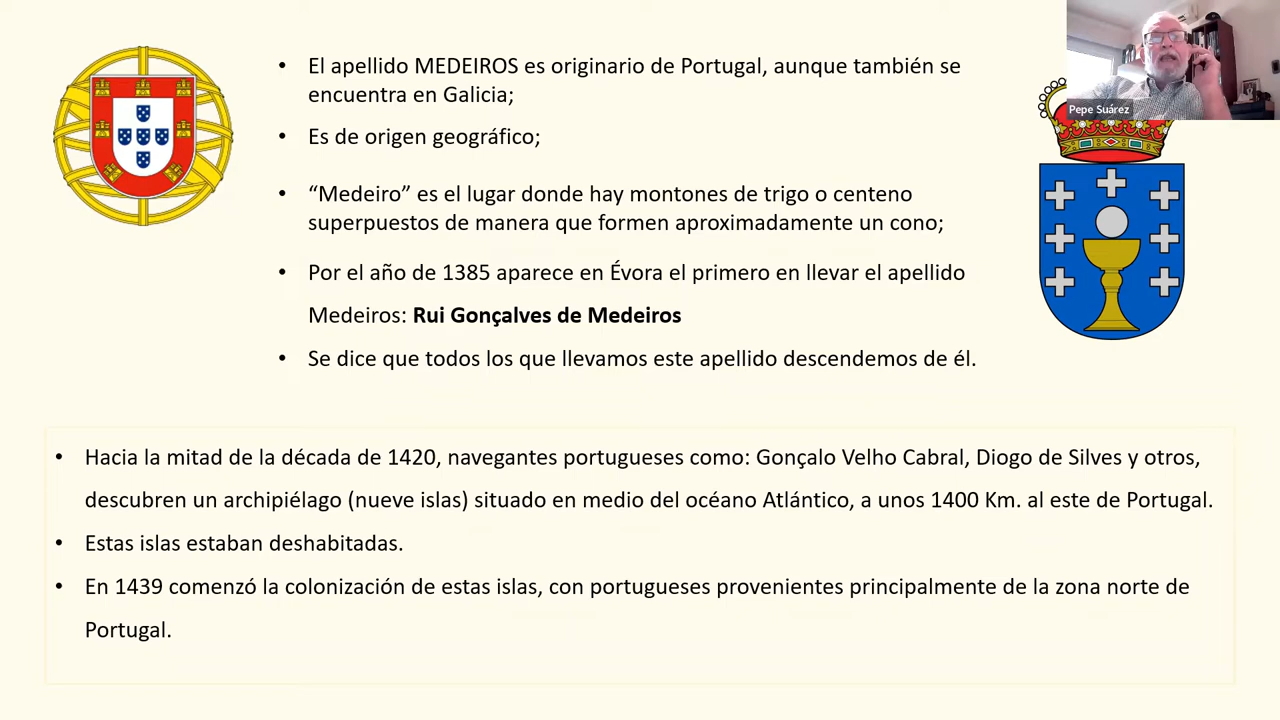 • El apellido MEDEIROS es originario de Portugal, aunque también se
encuentra en Galicia;
• Es de origen geográfico;
• “Medeiro” es el lugar donde hay montones de trigo o centeno
superpuestos de manera que formen aproximadamente un cono;
• Por el año de 1385 aparece en Évora el primero en llevar el apellido
Medeiros: Rui Gonçalves de Medeiros
• Se dice que todos los que llevamos este apellido descendemos de él.
Pepe Suárez
• Hacia la mitad de la década de 1420, navegantes portugueses como: Gonçalo Velho Cabral, Diogo de Silves y otros,
descubren un archipiélago (nueve islas) situado en medio del océano Atlántico, a unos 1400 Km. al este de Portugal.
• Estas islas estaban deshabitadas.
• En 1439 comenzó la colonización de estas islas, con portugueses provenientes principalmente de la zona norte de
Portugal.